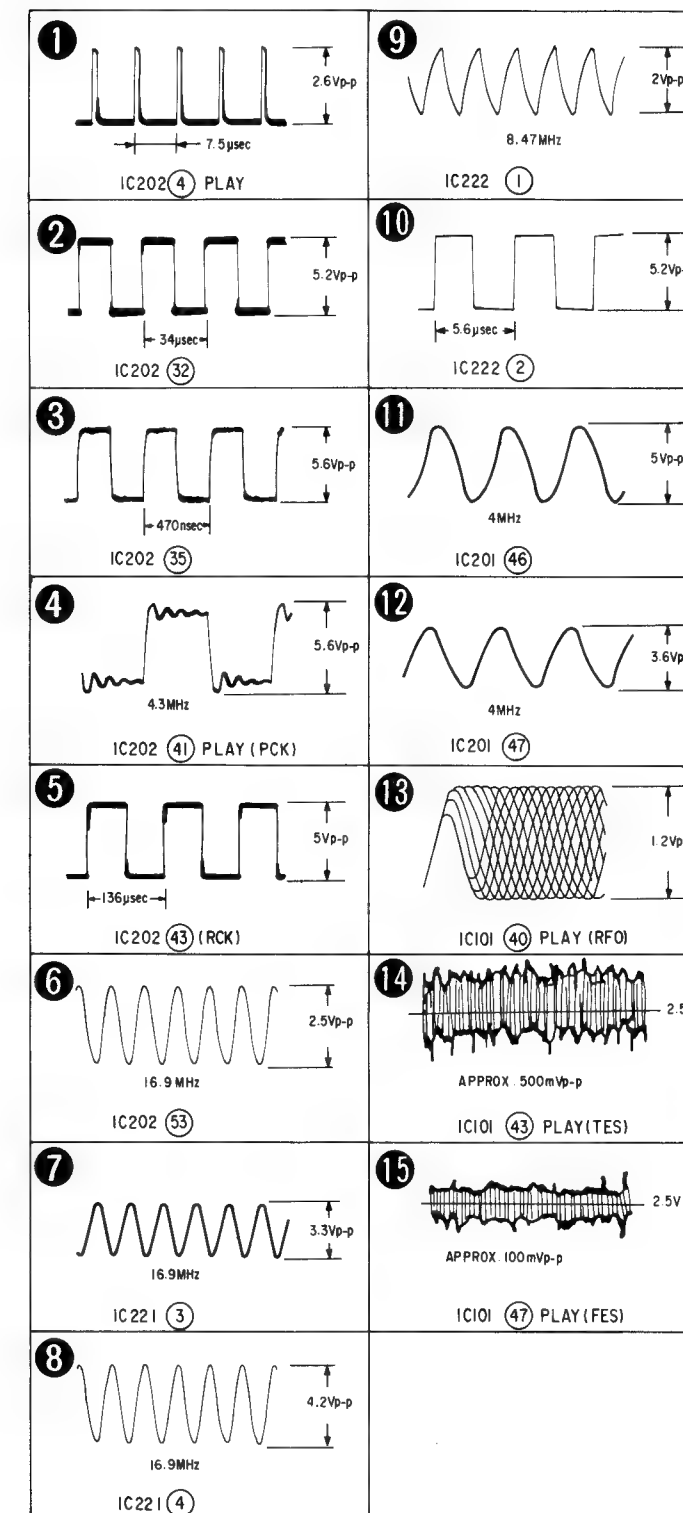 1
2.6Vp-p
7.5µsec
IC202 4 PLAY
2
5.2Vp-p
34µsec
IC202 32
3
5.6Vp-p
470nsec
IC202 35
4
5.6Vp-p
4.3MHz
IC202 41 PLAY (PCK)
5
5Vp-p
136µsec
IC202 43 (RCK)
6
2.5Vp-p
16.9MHz
IC202 53
7
3.3Vp-p
16.9MHz
IC221 3
8
4.2Vp-p
16.9MHz
IC221 4
9
2Vp-p
8.47MHz
IC222 1
10
5.2Vp-p
5.6µsec
IC222 2
11
5Vp-p
4MHz
IC201 46
12
3.6Vp
4MHz
IC201 47
13
1.2Vp
IC101 40 PLAY (RFO)
14
2.5
APPROX. 500mVp-p
IC101 43 PLAY(TES)
15
2.5V
APPROX. 100mVp-p
IC101 47 PLAY(FES)